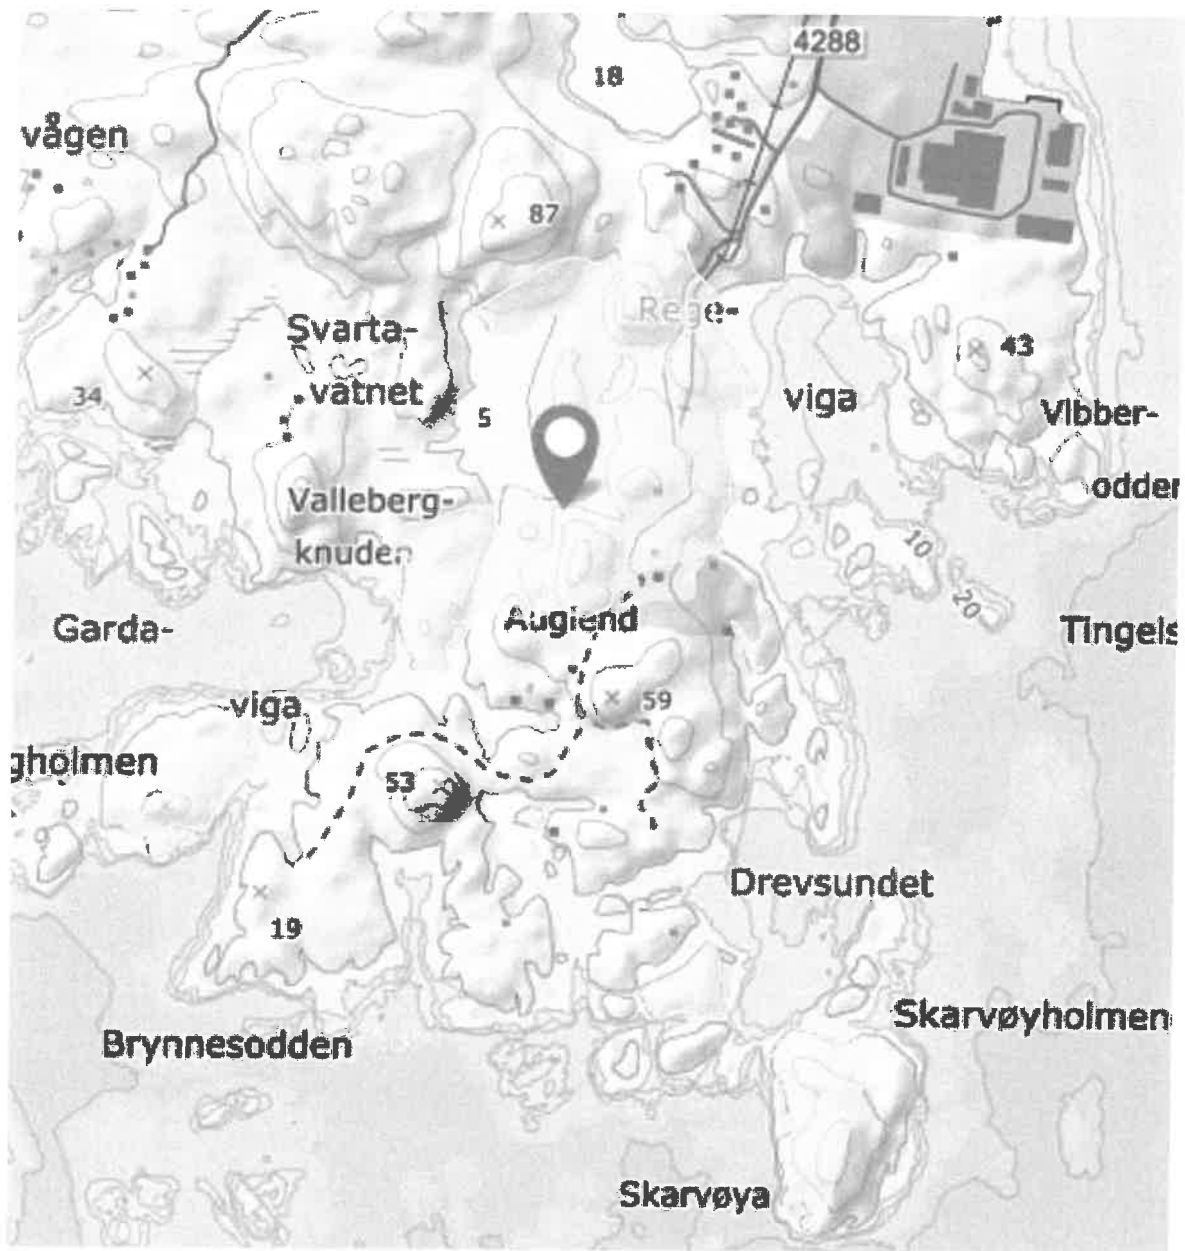 4288
18
vågen
87
Rege-
Svarta-
43
vatnet
34
viga
5
Vibber-
odden
Valleberg-
knuden
10
20
Garda-
Auglend
Tingels
viga
59
gholmen
53
Drevsundet
19
Skarvøyholmen
Brynnesodden
Skarvøya